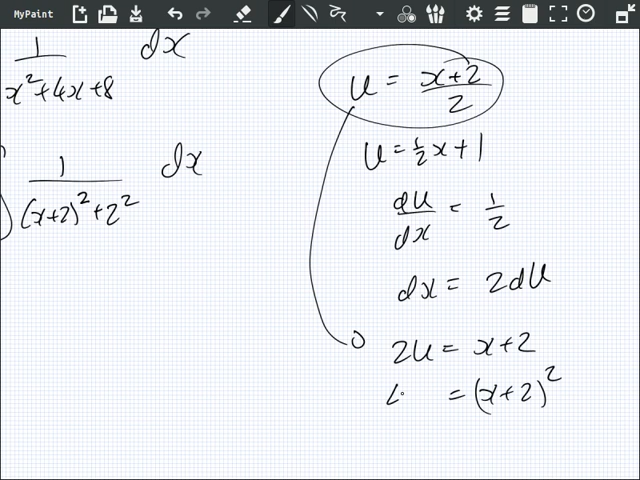 MyPaint
1/(x²+4x+8) dx
1/((x+2)²+2²) dx
U = (x+2)/2
U = ½x+1
dU/dx = ½
dx = 2dU
2U = x+2
= (x+2)²